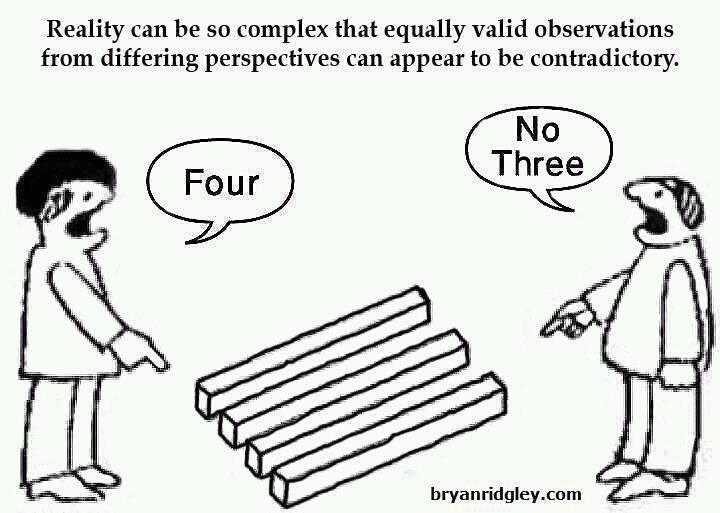 Reality can be so complex that equally valid observations
from differing perspectives can appear to be contradictory.
Four
No
Three
bryanridgley.com